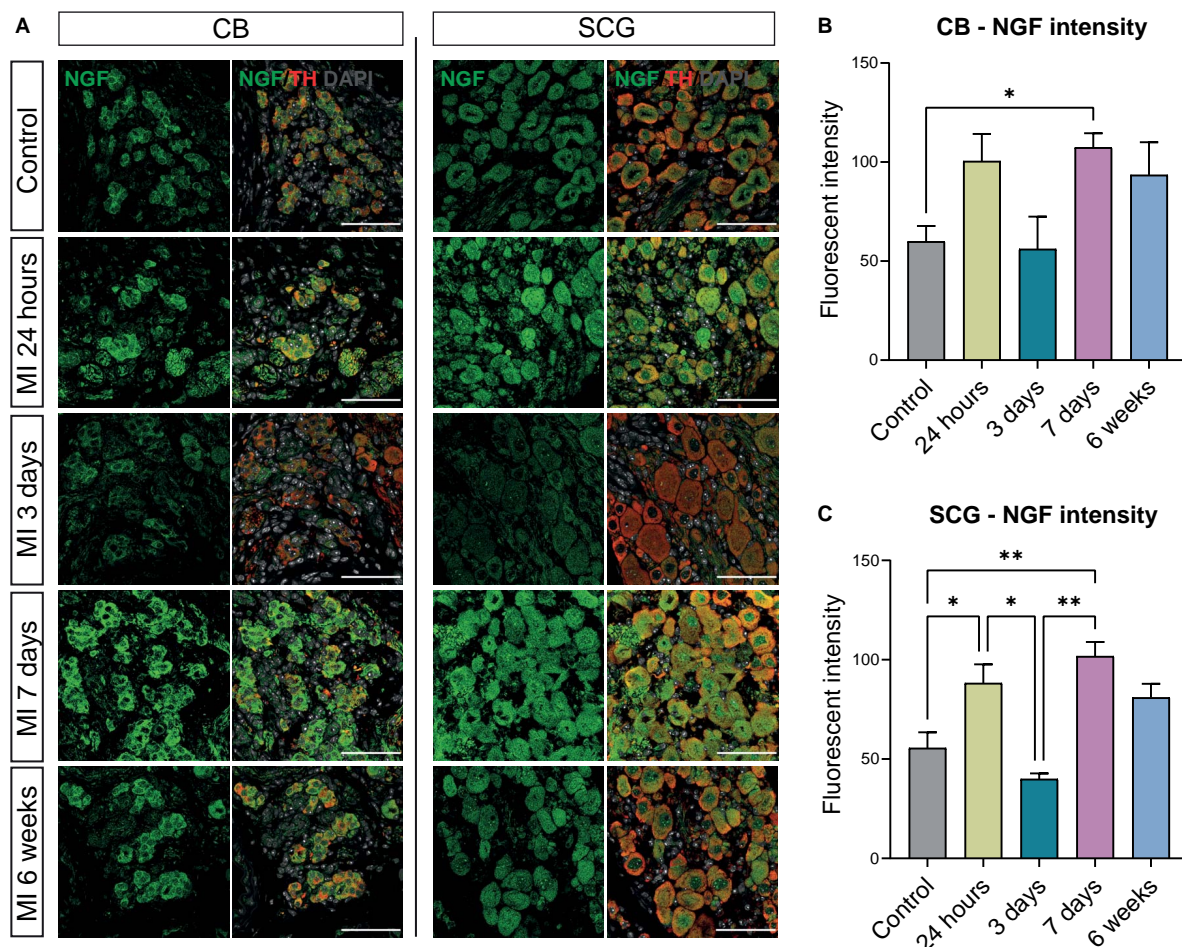 A
CB
SCG
Control
NGF
NGF TH DAPI
NGF
NGF TH DAPI
MI 24 hours
MI 3 days
MI 7 days
MI 6 weeks
B
CB - NGF intensity
Fluorescent intensity
150
100
50
0
*
Control
24 hours
3 days
7 days
6 weeks
C
SCG - NGF intensity
Fluorescent intensity
150
100
50
0
**
*
*
**
Control
24 hours
3 days
7 days
6 weeks